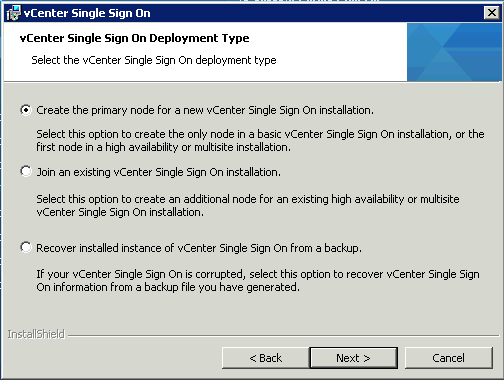 vCenter Single Sign On
vCenter Single Sign On Deployment Type
Select the vCenter Single Sign On deployment type
Create the primary node for a new vCenter Single Sign On installation.
Select this option to create the only node in a basic vCenter Single Sign On installation, or the
first node in a high availability or multisite installation.
Join an existing vCenter Single Sign On installation.
Select this option to create an additional node for an existing high availability or multisite
vCenter Single Sign On installation.
Recover installed instance of vCenter Single Sign On from a backup.
If your vCenter Single Sign On is corrupted, select this option to recover vCenter Single Sign
On information from a backup file you have generated.
InstallShield
< Back
Next >
Cancel